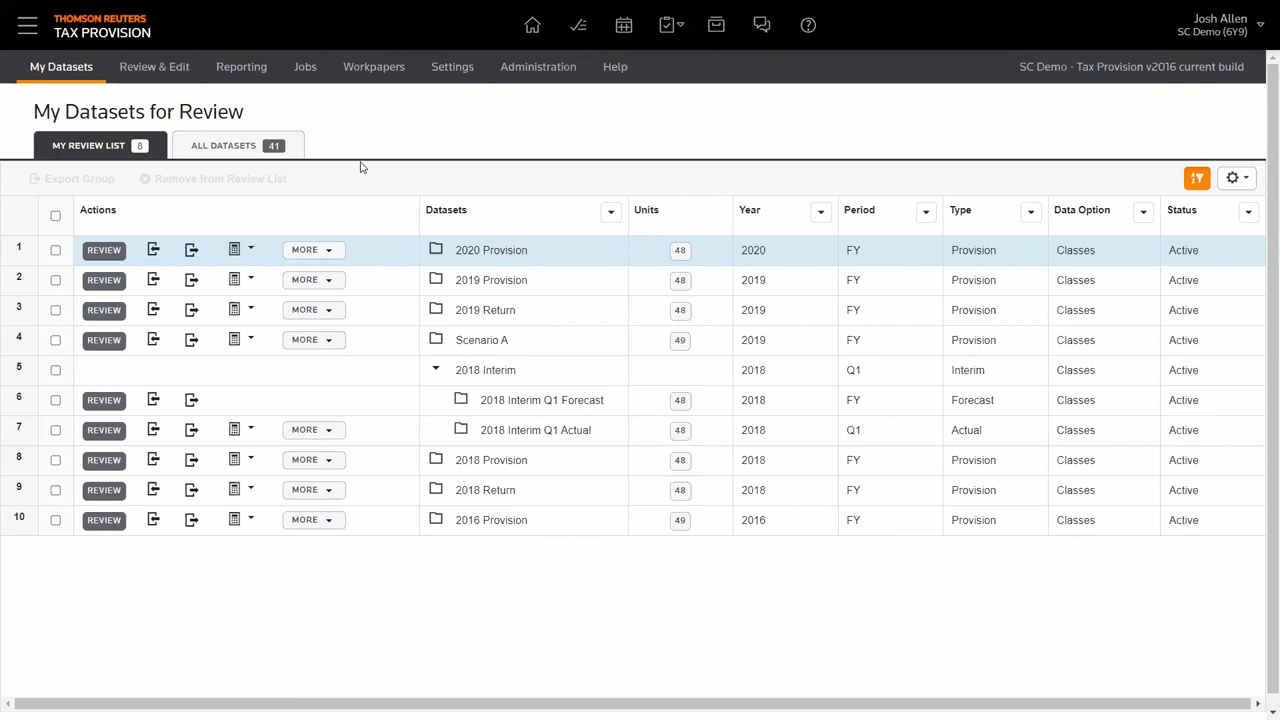 THOMSON REUTERS
TAX PROVISION
Josh Allen
SC Demo (6Y9)
My Datasets Review & Edit Reporting Jobs Workpapers Settings Administration Help SC Demo - Tax Provision v2016 current build
My Datasets for Review
MY REVIEW LIST 8 ALL DATASETS 41
Export Group Remove from Review List
Actions Datasets Units Year Period Type Data Option Status
1 REVIEW MORE 2020 Provision 48 2020 FY Provision Classes Active
2 REVIEW MORE 2019 Provision 48 2019 FY Provision Classes Active
3 REVIEW MORE 2019 Return 48 2019 FY Provision Classes Active
4 REVIEW MORE Scenario A 49 2019 FY Provision Classes Active
5 2018 Interim 2018 Q1 Interim Classes Active
6 REVIEW 2018 Interim Q1 Forecast 48 2018 FY Forecast Classes Active
7 REVIEW MORE 2018 Interim Q1 Actual 48 2018 Q1 Actual Classes Active
8 REVIEW MORE 2018 Provision 48 2018 FY Provision Classes Active
9 REVIEW MORE 2018 Return 48 2018 FY Provision Classes Active
10 REVIEW MORE 2016 Provision 49 2016 FY Provision Classes Active